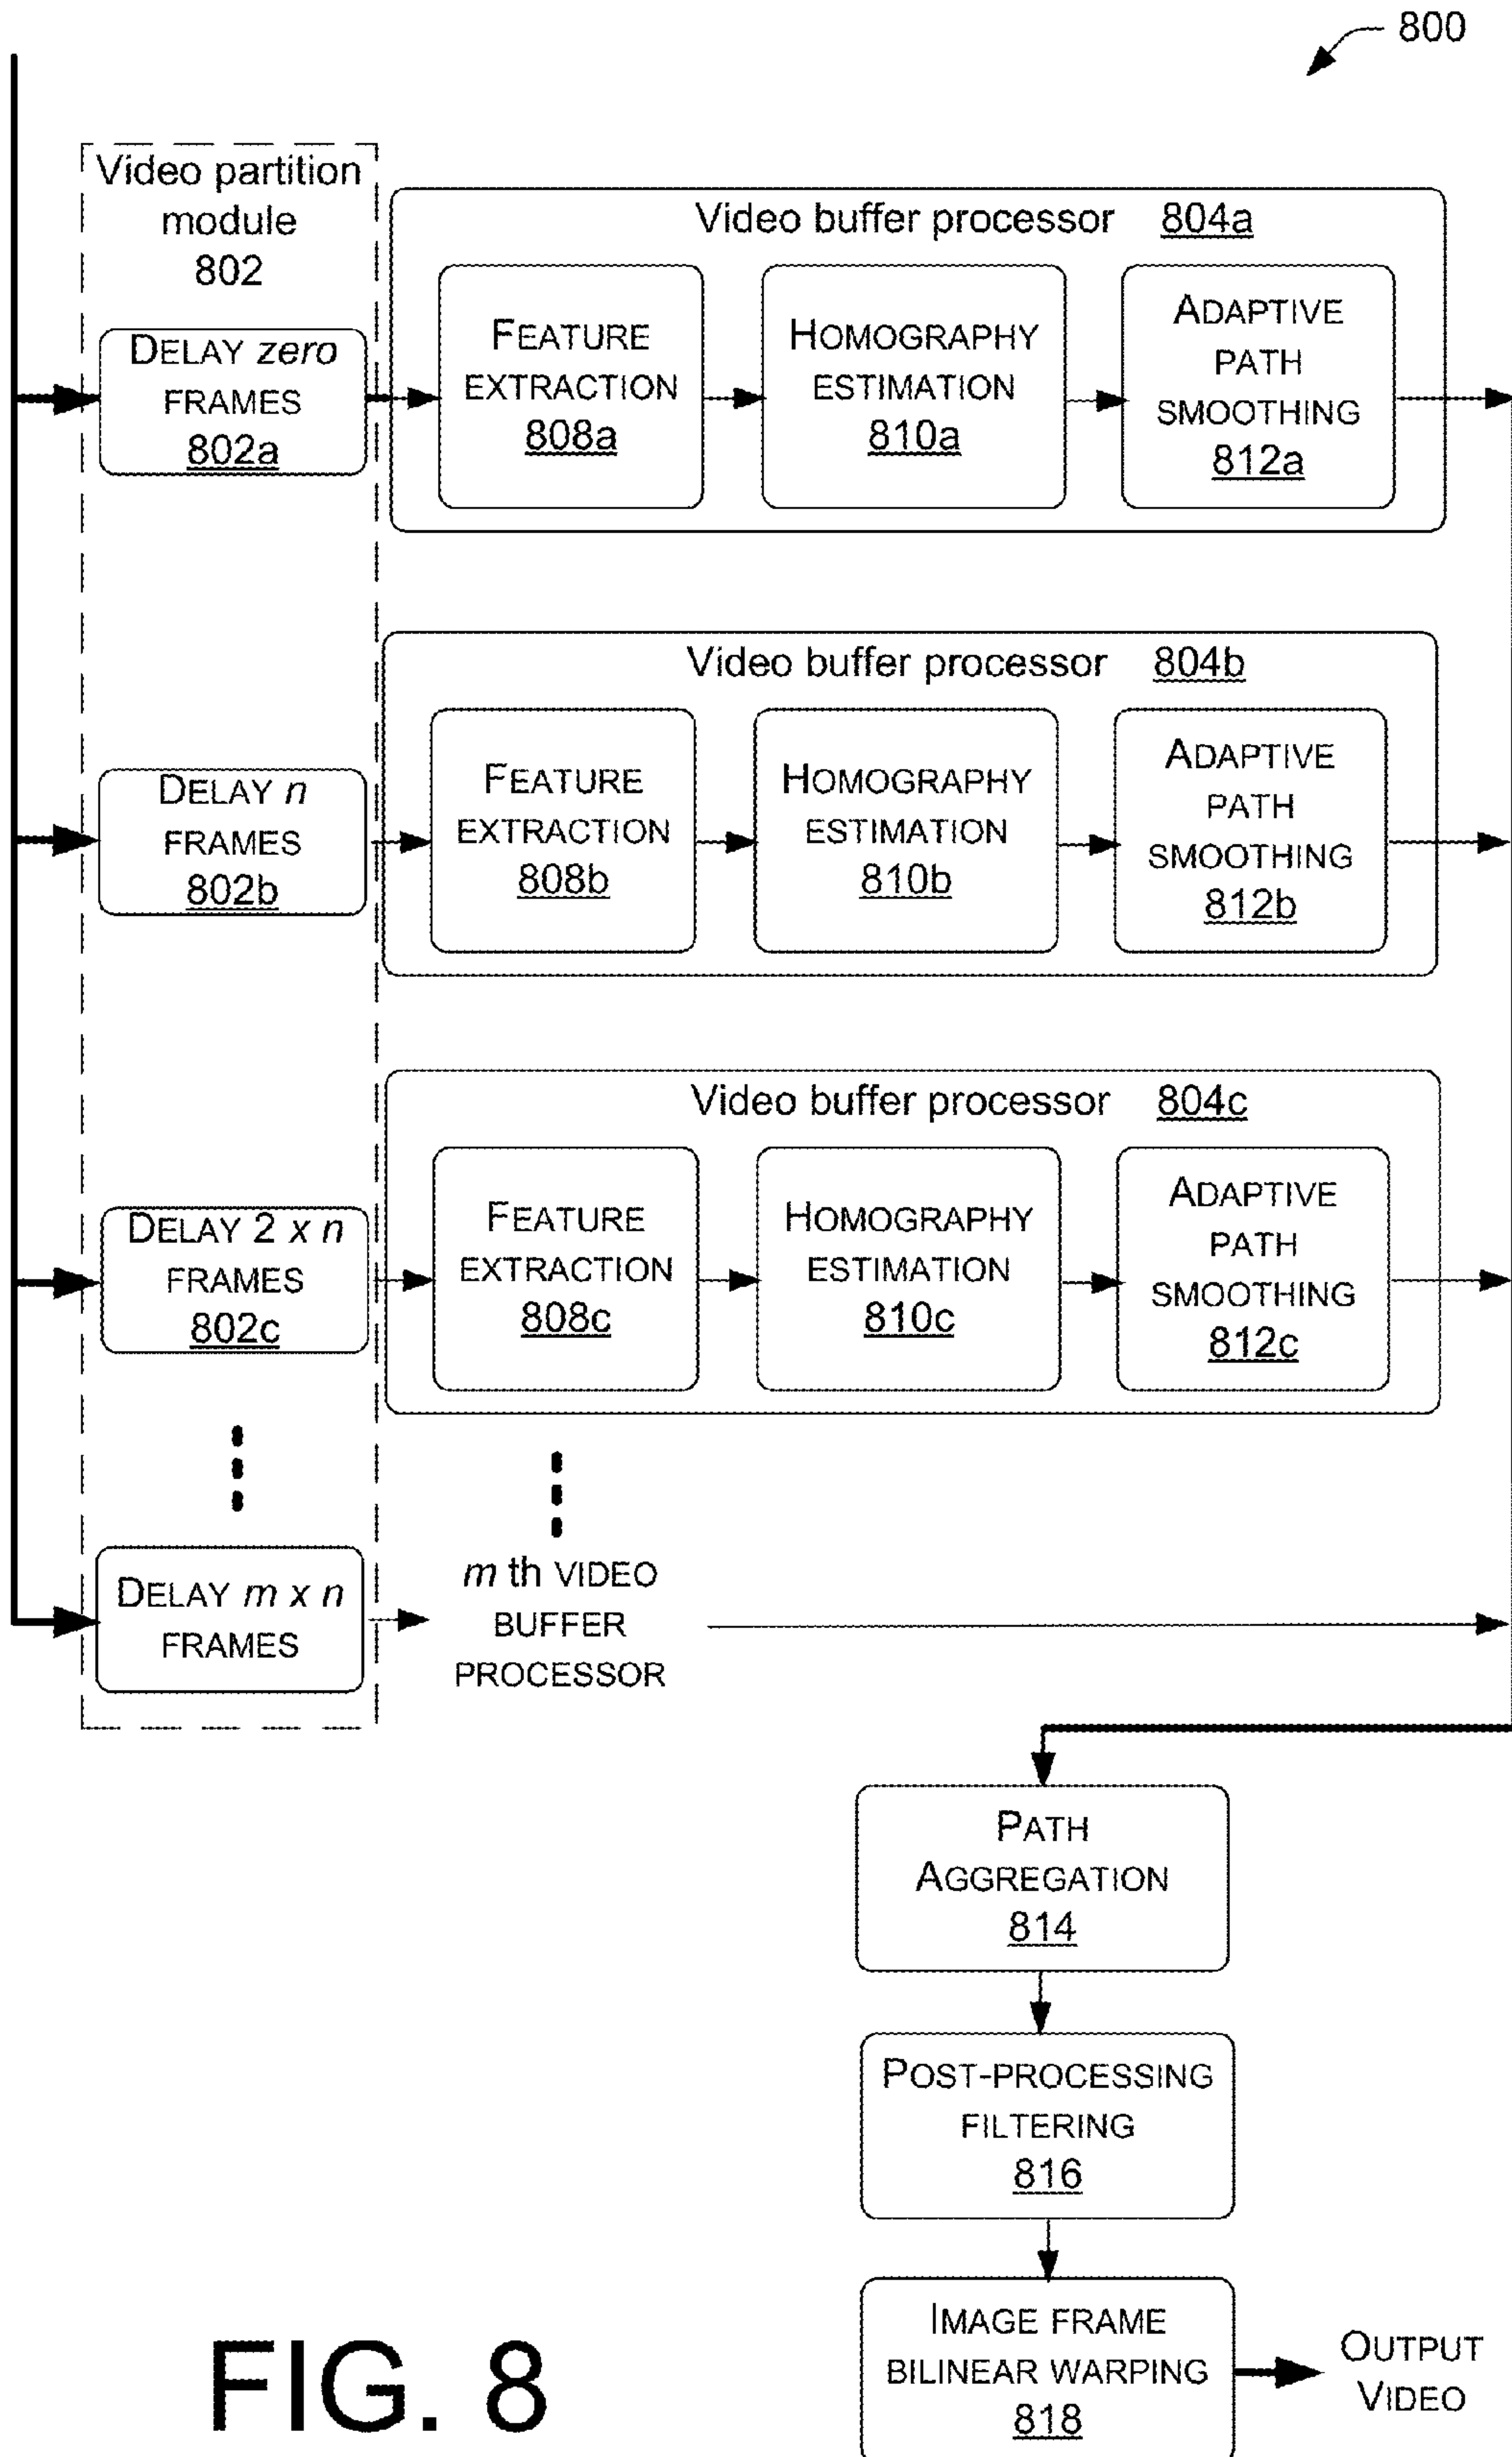 800
Video partition
module
802
Video buffer processor 804a
DELAY zero
FRAMES
802a
FEATURE
EXTRACTION
808a
HOMOGRAPHY
ESTIMATION
810a
ADAPTIVE
PATH
SMOOTHING
812a
Video buffer processor 804b
DELAY n
FRAMES
802b
FEATURE
EXTRACTION
808b
HOMOGRAPHY
ESTIMATION
810b
ADAPTIVE
PATH
SMOOTHING
812b
Video buffer processor 804c
DELAY 2 x n
FRAMES
802c
FEATURE
EXTRACTION
808c
HOMOGRAPHY
ESTIMATION
810c
ADAPTIVE
PATH
SMOOTHING
812c
DELAY m x n
FRAMES
m th VIDEO
BUFFER
PROCESSOR
PATH
AGGREGATION
814
POST-PROCESSING
FILTERING
816
IMAGE FRAME
BILINEAR WARPING
818
OUTPUT
VIDEO
FIG. 8